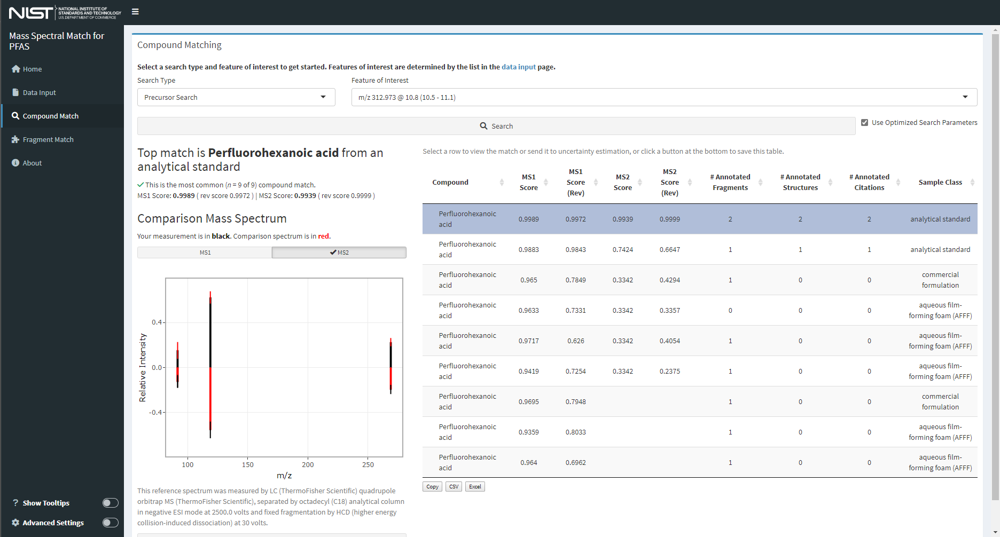 NIST
NATIONAL INSTITUTE OF
STANDARDS AND TECHNOLOGY
U.S. DEPARTMENT OF COMMERCE
Mass Spectral Match for
PFAS
Home
Data Input
Compound Match
Fragment Match
About
Show Tooltips
Advanced Settings
Compound Matching
Select a search type and feature of interest to get started. Features of interest are determined by the list in the data input page.
Search Type
Feature of Interest
Precursor Search
m/z 312.973 @ 10.8 (10.5 - 11.1)
Search
Use Optimized Search Parameters
Top match is Perfluorohexanoic acid from an
analytical standard
This is the most common (n = 9 of 9) compound match.
MS1 Score: 0.9989 ( rev score 0.9972 ) | MS2 Score: 0.9939 ( rev score 0.9999 )
Comparison Mass Spectrum
Your measurement is in black. Comparison spectrum is in red.
MS1
MS2
Relative Intensity
0.4
0.0
-0.4
100 150 200 250
m/z
This reference spectrum was measured by LC (ThermoFisher Scientific) quadrupole
orbitrap MS (ThermoFisher Scientific), separated by octadecyl (C18) analytical column
in negative ESI mode at 2500.0 volts and fixed fragmentation by HCD (higher energy
collision-induced dissociation) at 30 volts.
Select a row to view the match or send it to uncertainty estimation, or click a button at the bottom to save this table.
Compound
MS1
Score
MS1
Score
(Rev)
MS2
Score
MS2
Score
(Rev)
# Annotated
Fragments
# Annotated
Structures
# Annotated
Citations
Sample Class
Perfluorohexanoic
acid
0.9989 0.9972 0.9939 0.9999 2 2 2 analytical standard
Perfluorohexanoic
acid
0.9883 0.9843 0.7424 0.6647 1 1 1 analytical standard
Perfluorohexanoic
acid
0.965 0.7849 0.3342 0.4294 1 0 0 commercial
formulation
Perfluorohexanoic
acid
0.9633 0.7331 0.3342 0.3357 0 0 0 aqueous film-
forming foam (AFFF)
Perfluorohexanoic
acid
0.9717 0.626 0.3342 0.4054 1 0 0 aqueous film-
forming foam (AFFF)
Perfluorohexanoic
acid
0.9419 0.7254 0.3342 0.2375 1 0 0 aqueous film-
forming foam (AFFF)
Perfluorohexanoic
acid
0.9695 0.7948 1 0 0 commercial
formulation
Perfluorohexanoic
acid
0.9359 0.8033 1 0 0 aqueous film-
forming foam (AFFF)
Perfluorohexanoic
acid
0.964 0.6962 1 0 0 aqueous film-
forming foam (AFFF)
Copy
CSV
Excel